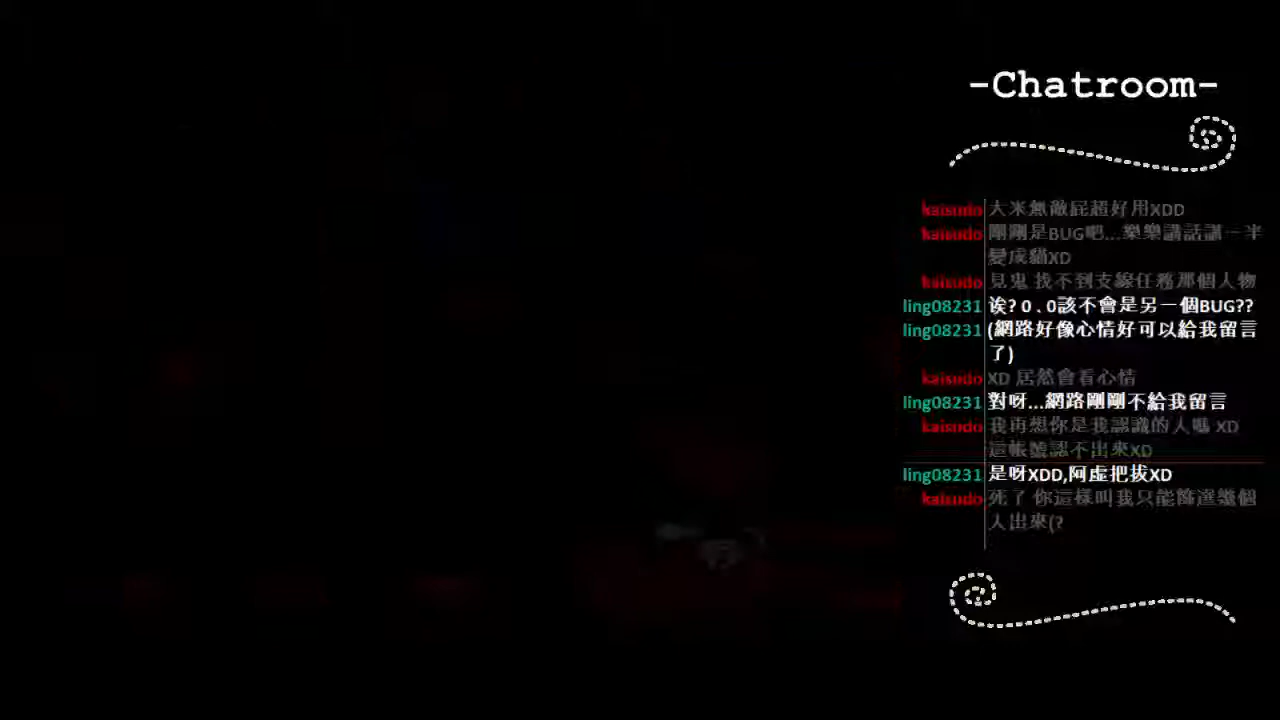 -Chatroom-
kaisudo 大米無敵屁超好用XDD
kaisudo 剛剛是BUG吧...樂樂講話講一半
變成貓XD
kaisudo 見鬼 找不到支線任務那個人物
ling08231 诶? 0 . 0該不會是另一個BUG??
ling08231 (網路好像心情好可以給我留言
了)
kaisudo XD 居然會看心情
ling08231 對呀...網路剛剛不給我留言
kaisudo 我再想你是我認識的人嗎 XD
這帳號認不出來XD
ling08231 是呀XDD,阿虛把拔XD
kaisudo 死了 你這樣叫我只能篩選幾個
人出來(?